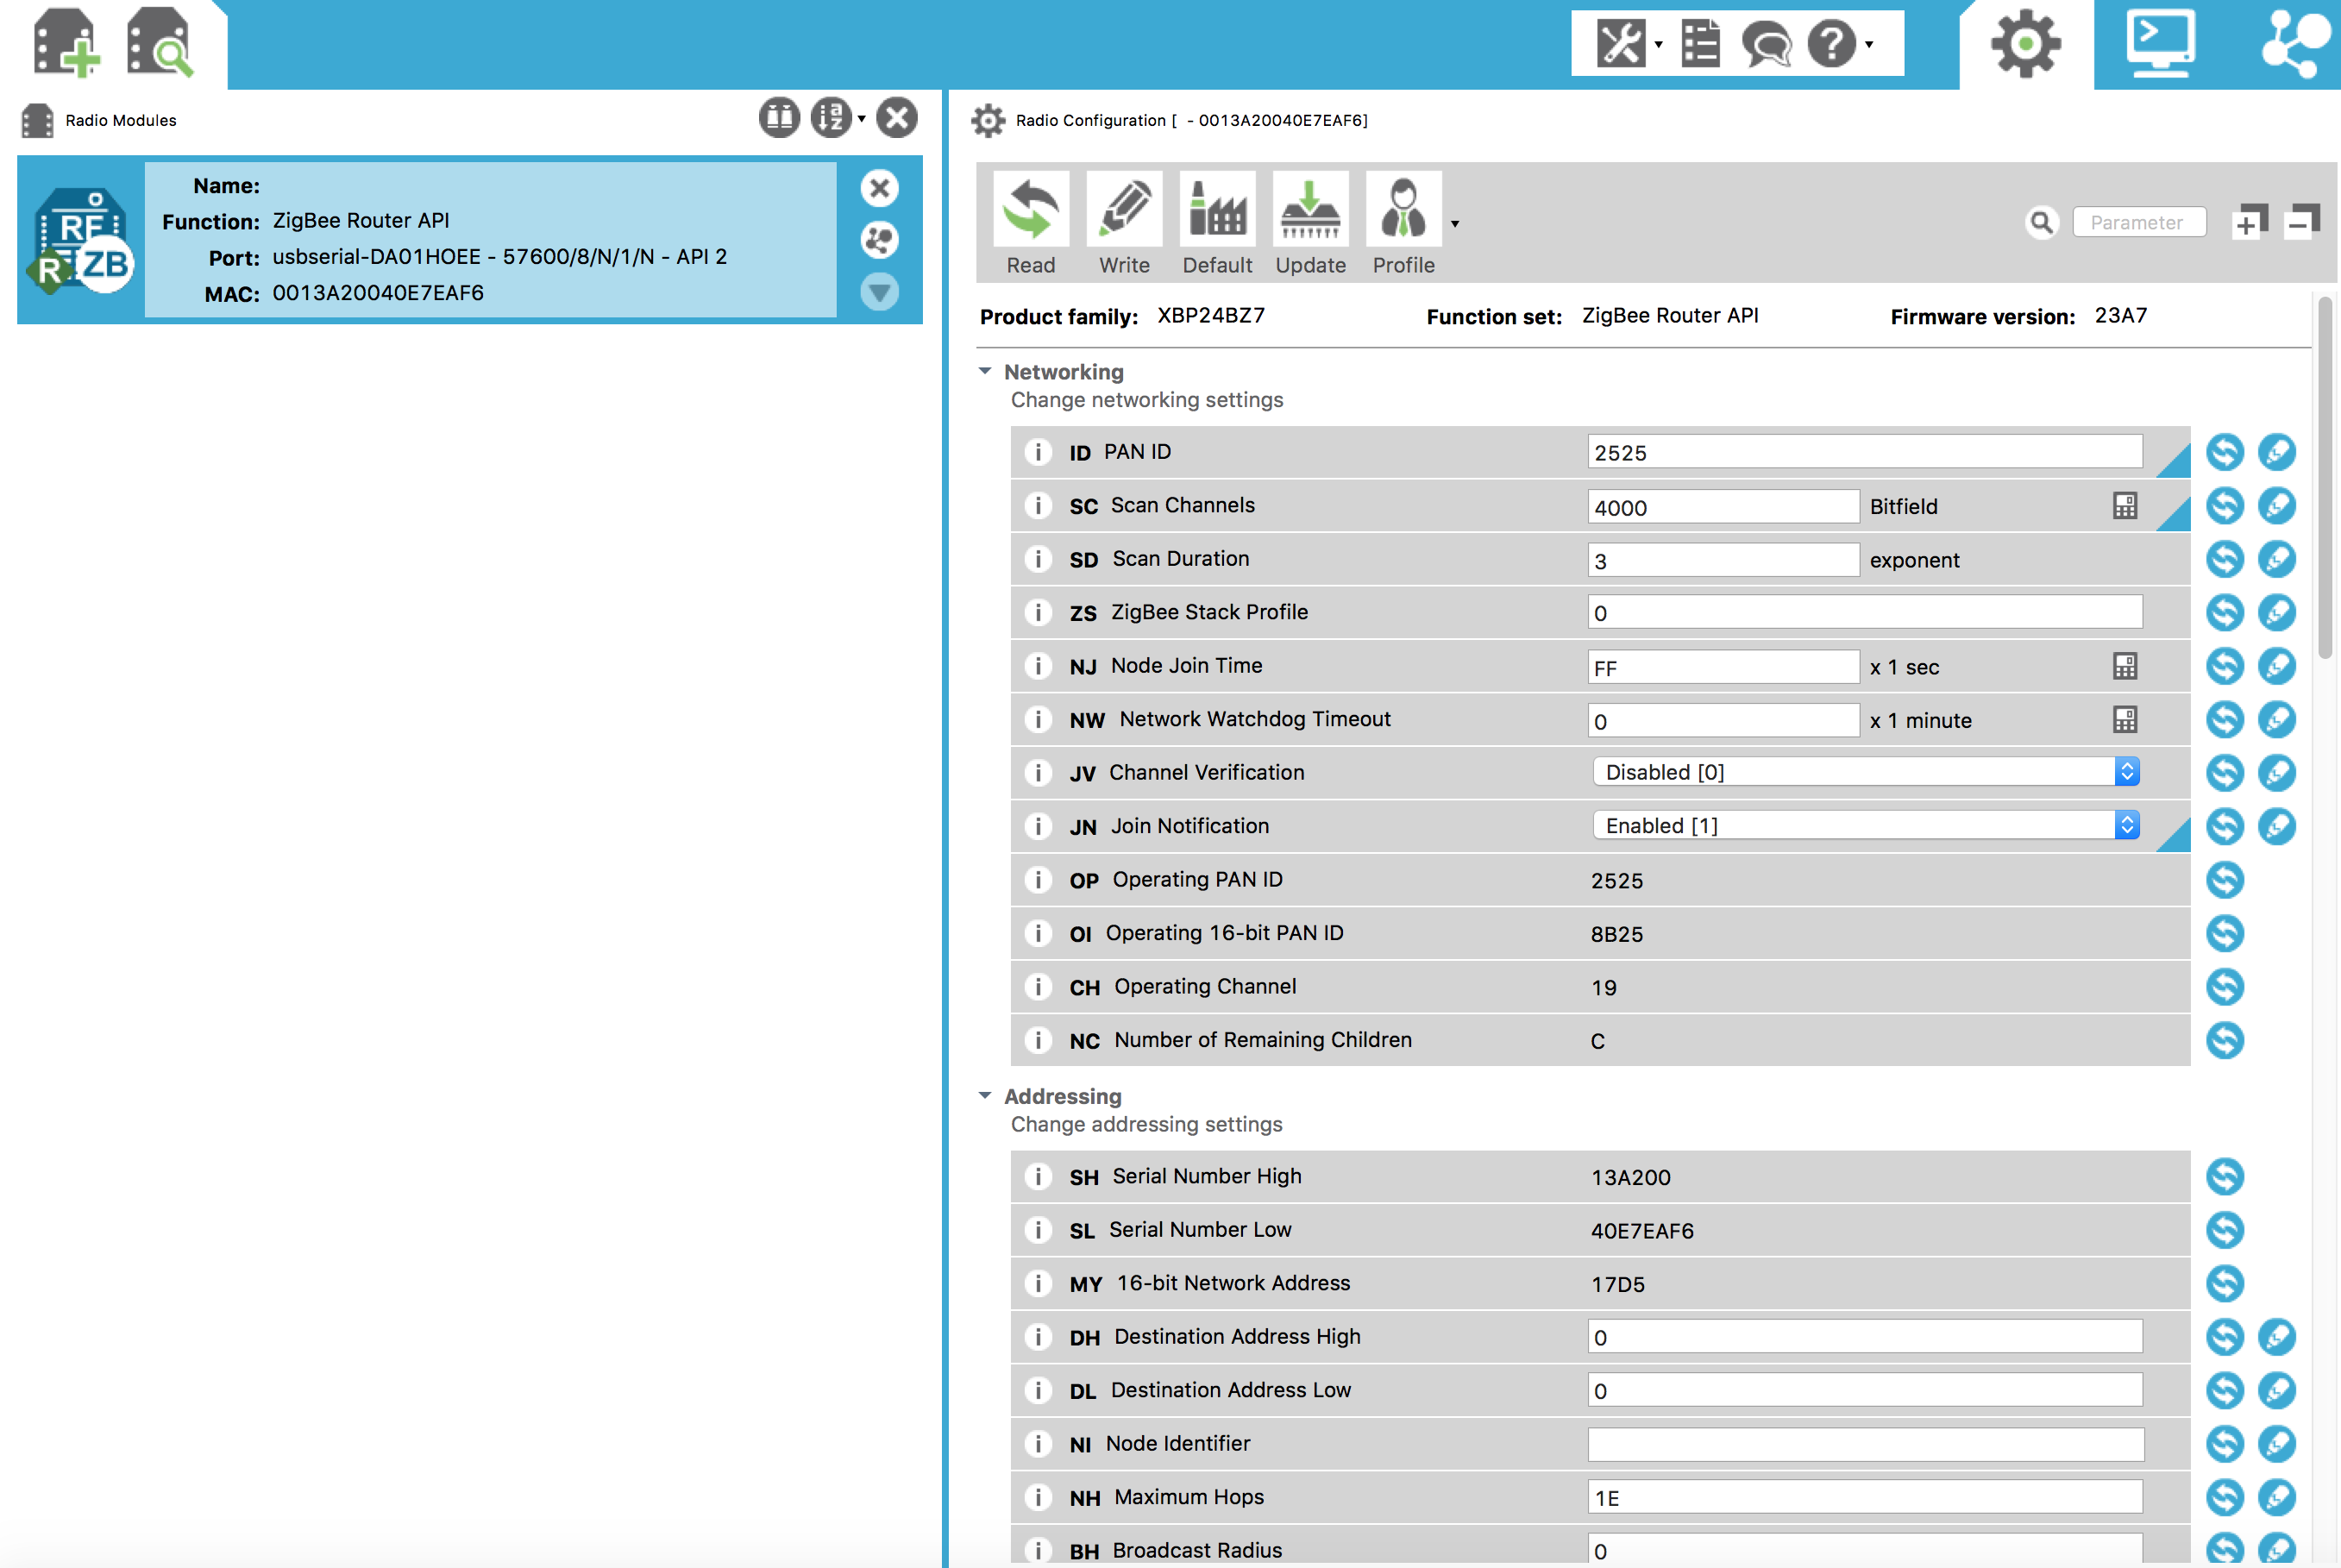 Radio Modules
Name:
Function: ZigBee Router API
Port: usbserial-DA01HOEE - 57600/8/N/1/N - API 2
MAC: 0013A20040E7EAF6
RF
R ZB
Radio Configuration [ - 0013A20040E7EAF6]
Read Write Default Update Profile
Parameter
Product family: XBP24BZ7 Function set: ZigBee Router API Firmware version: 23A7
Networking
Change networking settings
i ID PAN ID 2525
i SC Scan Channels 4000 Bitfield
i SD Scan Duration 3 exponent
i ZS ZigBee Stack Profile 0
i NJ Node Join Time FF x 1 sec
i NW Network Watchdog Timeout 0 x 1 minute
i JV Channel Verification Disabled [0]
i JN Join Notification Enabled [1]
i OP Operating PAN ID 2525
i OI Operating 16-bit PAN ID 8B25
i CH Operating Channel 19
i NC Number of Remaining Children C
Addressing
Change addressing settings
i SH Serial Number High 13A200
i SL Serial Number Low 40E7EAF6
i MY 16-bit Network Address 17D5
i DH Destination Address High 0
i DL Destination Address Low 0
i NI Node Identifier
i NH Maximum Hops 1E
i BH Broadcast Radius 0